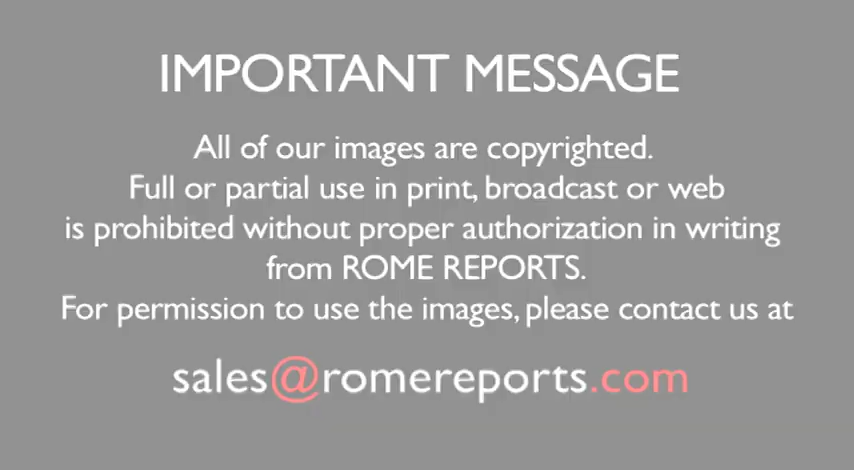 IMPORTANT MESSAGE
All of our images are copyrighted.
Full or partial use in print, broadcast or web
is prohibited without proper authorization in writing
from ROME REPORTS.
For permission to use the images, please contact us at
sales@romereports.com